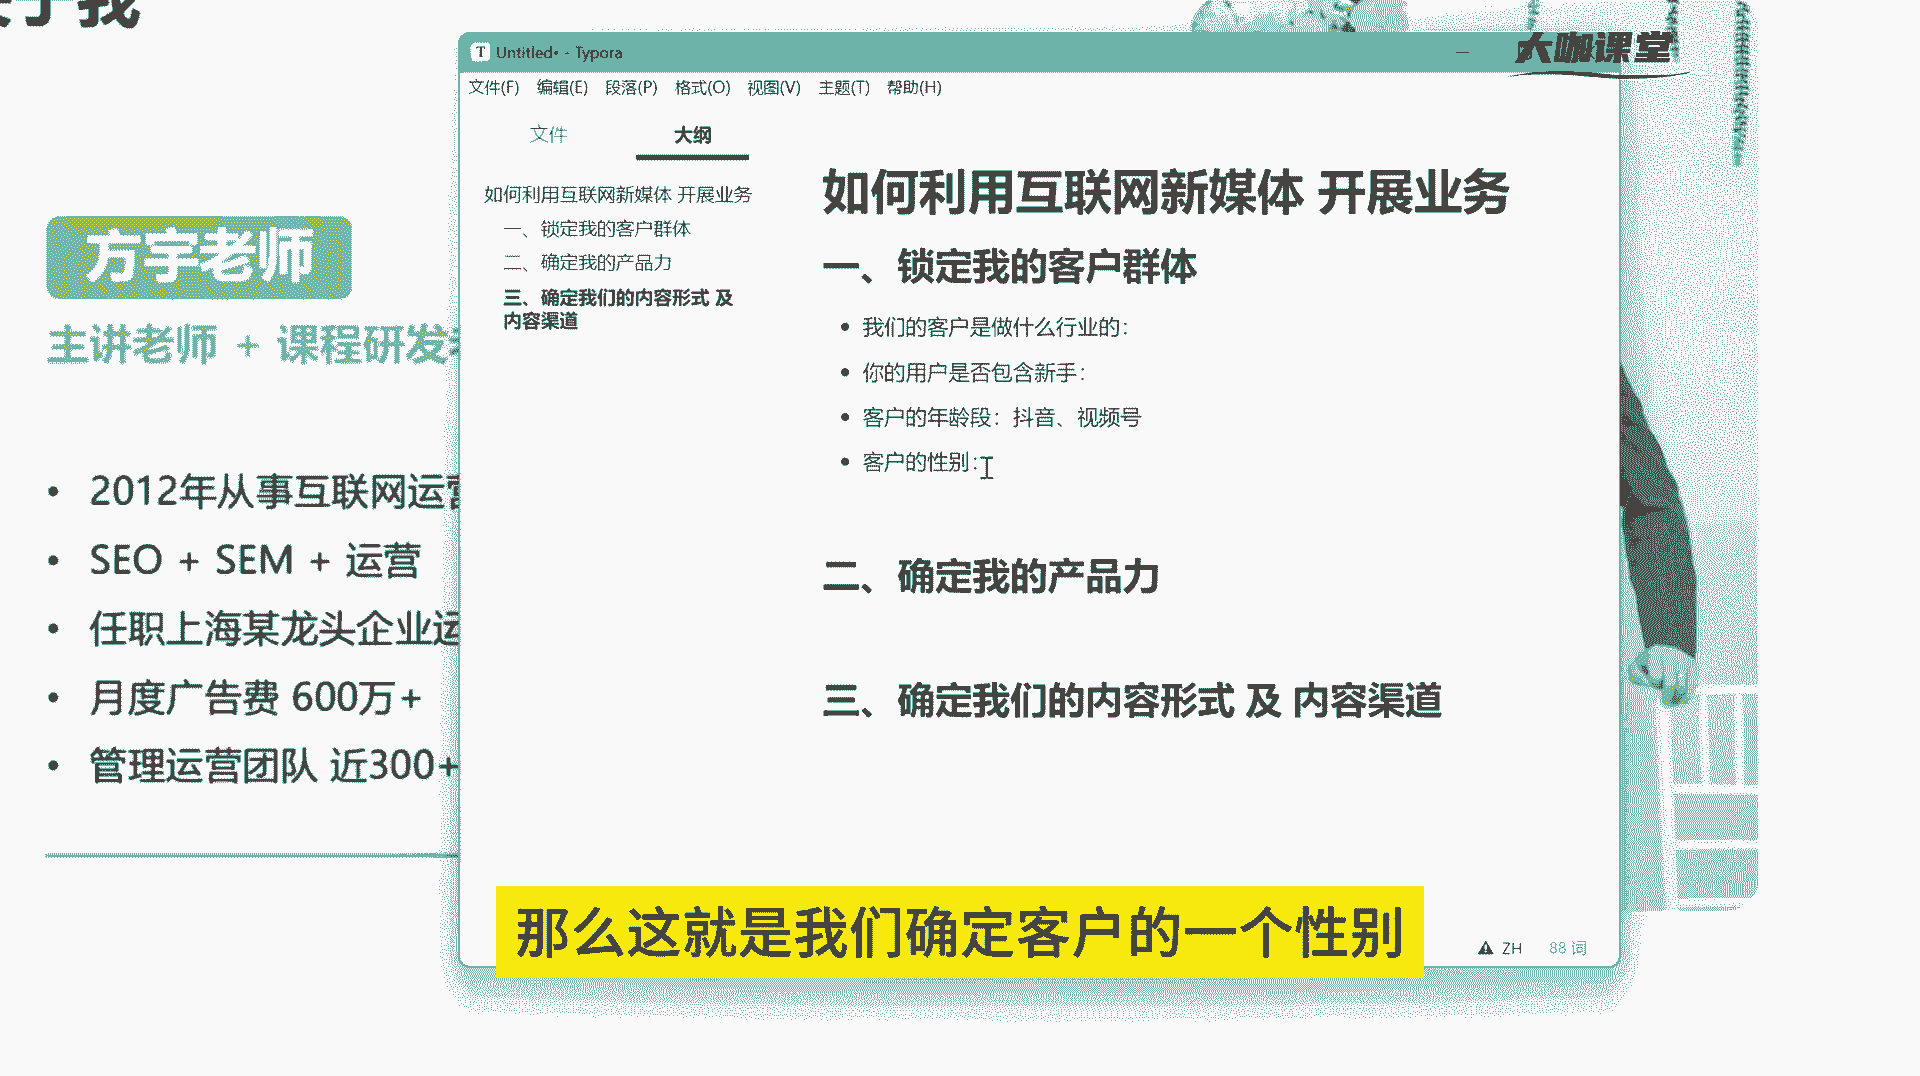 于我
方宇老师
主讲老师 + 课程研发
2012年从事互联网运营
SEO + SEM + 运营
任职上海某龙头企业运
月度广告费 600万+
管理运营团队 近300+
Untitled• - Typora
大咖课堂
文件(F) 编辑(E) 段落(P) 格式(O) 视图(V) 主题(T) 帮助(H)
文件 大纲
如何利用互联网新媒体 开展业务
一、锁定我的客户群体
二、确定我的产品力
三、确定我们的内容形式 及
内容渠道
如何利用互联网新媒体 开展业务
一、锁定我的客户群体
我们的客户是做什么行业的：
你的用户是否包含新手：
客户的年龄段：抖音、视频号
客户的性别：
二、确定我的产品力
三、确定我们的内容形式 及 内容渠道
那么这就是我们确定客户的一个性别
ZH 88 词